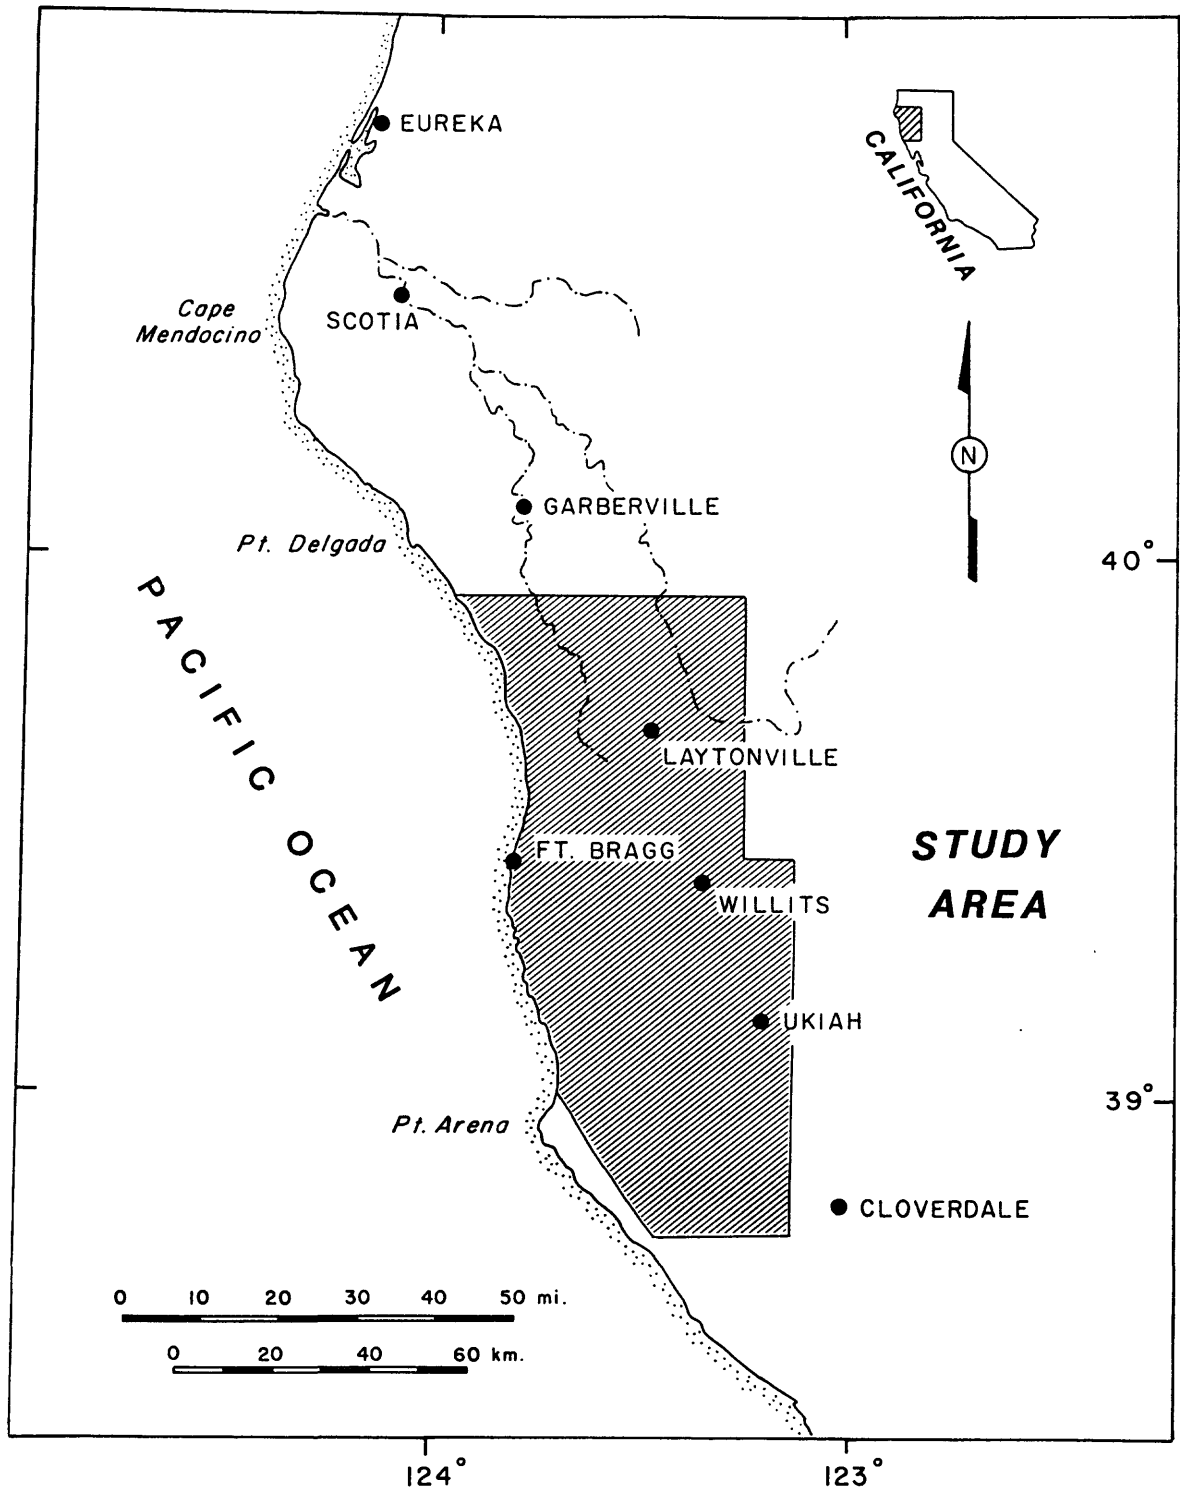 EUREKA
CALIFORNIA
Cape
Mendocino
SCOTIA
N
GARBERVILLE
Pt. Delgada
40°
PACIFIC OCEAN
LAYTONVILLE
STUDY
AREA
FT. BRAGG
WILLITS
UKIAH
39°
Pt. Arena
CLOVERDALE
0 10 20 30 40 50 mi.
0 20 40 60 km.
124° 123°